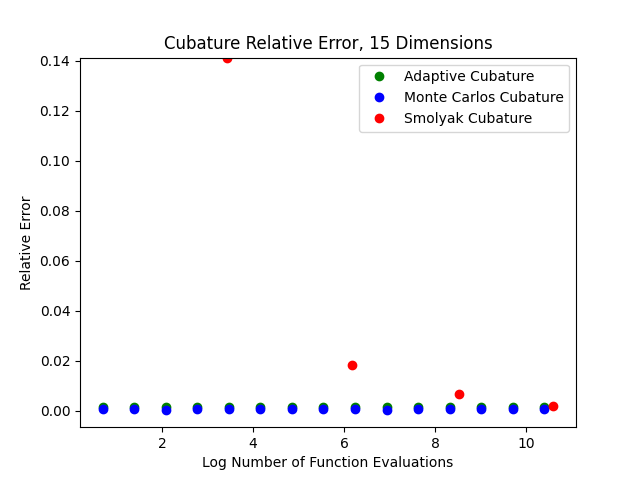 Cubature Relative Error, 15 Dimensions
0.14
0.12
0.10
0.08
0.06
0.04
0.02
0.00
Relative Error
Adaptive Cubature
Monte Carlos Cubature
Smolyak Cubature
2
4
6
8
10
Log Number of Function Evaluations